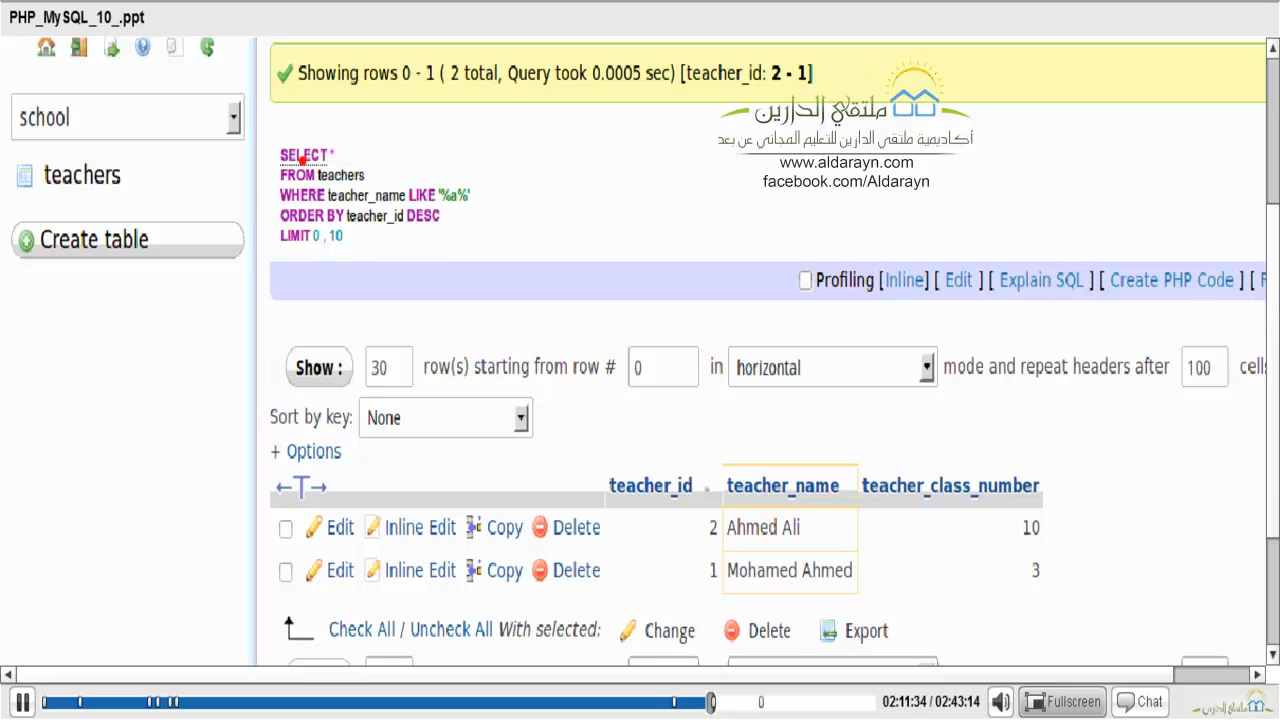 PHP_MySQL_10_.ppt
school
teachers
Create table
Showing rows 0 - 1 ( 2 total, Query took 0.0005 sec) [teacher_id: 2 - 1]
ملتقي الدارين
أكاديمية ملتقي الدارين للتعليم المجاني عن بعد
www.aldarayn.com
facebook.com/Aldarayn
SELECT *
FROM teachers
WHERE teacher_name LIKE '%a%'
ORDER BY teacher_id DESC
LIMIT 0 , 10
Profiling [Inline] [ Edit ] [ Explain SQL ] [ Create PHP Code ] [
Show : 30 row(s) starting from row # 0 in horizontal mode and repeat headers after 100 cells
Sort by key: None
+ Options
←T→ teacher_id teacher_name teacher_class_number
Edit Inline Edit Copy Delete 2 Ahmed Ali 10
Edit Inline Edit Copy Delete 1 Mohamed Ahmed 3
Check All / Uncheck All With selected: Change Delete Export
02:11:34 / 02:43:14 Fullscreen Chat ملتقي الدارين